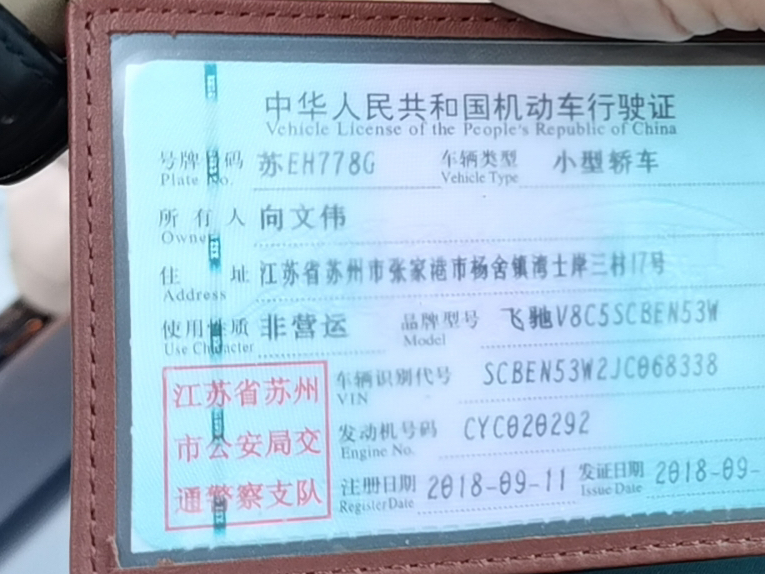 中华人民共和国机动车行驶证
Vehicle License of the People's Republic of China
号牌号码 苏EH778G 车辆类型 小型轿车
Plate No. Vehicle Type
所有人 向文伟
Owner
住址 江苏省苏州市张家港市杨舍镇湾士岸三村17号
Address
使用性质 非营运 品牌型号 飞驰V8C5SCBEN53W
Use Character Model
江苏省苏州
市公安局交
通警察支队
车辆识别代号 SCBEN53W2JC068338
VIN
发动机号码 CYC020292
Engine No.
注册日期 2018-09-11 发证日期 2018-09-
Register Date Issue Date